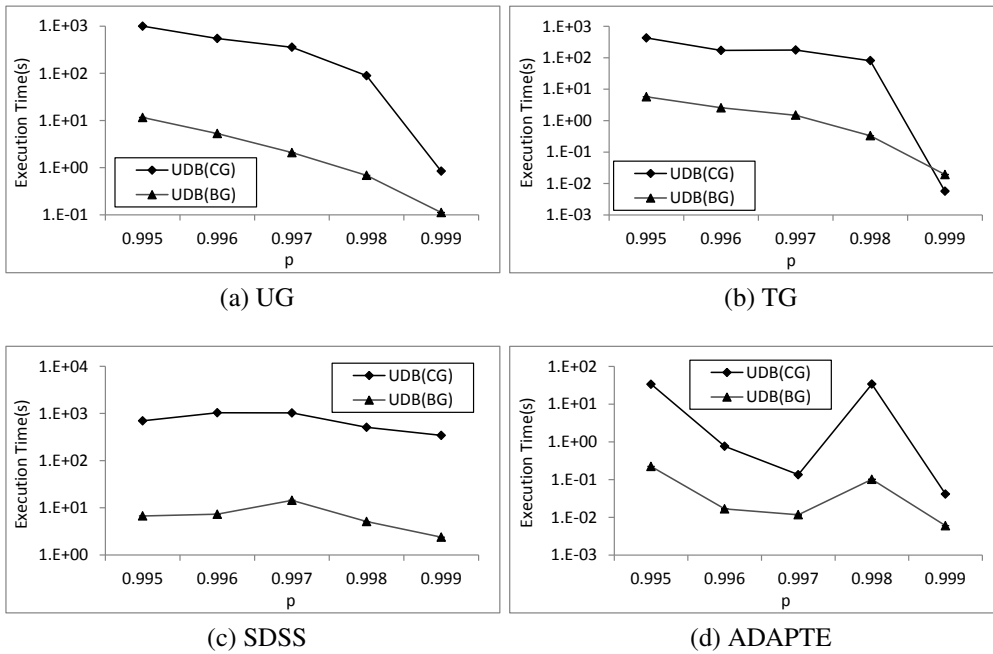 1.E+03
1.E+02
1.E+01
1.E+00
1.E-01
Execution Time(s)
UDB(CG)
UDB(BG)
0.995 0.996 0.997 0.998 0.999
p
(a) UG
1.E+03
1.E+02
1.E+01
1.E+00
1.E-01
1.E-02
1.E-03
Execution Time(s)
UDB(CG)
UDB(BG)
0.995 0.996 0.997 0.998 0.999
p
(b) TG
1.E+04
1.E+03
1.E+02
1.E+01
1.E+00
Execution Time(s)
UDB(CG)
UDB(BG)
0.995 0.996 0.997 0.998 0.999
p
(c) SDSS
1.E+02
1.E+01
1.E+00
1.E-01
1.E-02
1.E-03
Execution Time(s)
UDB(CG)
UDB(BG)
0.995 0.996 0.997 0.998 0.999
p
(d) ADAPTE